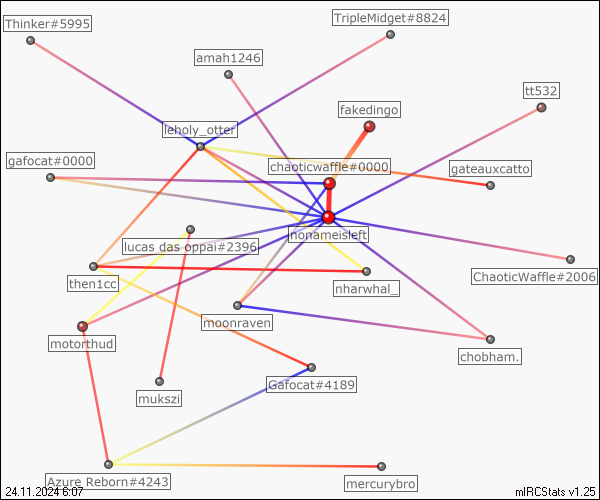 Thinker#5995
TripleMidget#8824
amah1246
tt532
fakedingo
leholy_otter
gafocat#0000
chaoticwaffle#0000
gateauxcatto
nonameisleft
lucas das oppai#2396
then1cc
nharwhal_
ChaoticWaffle#2006
moonraven
motorthud
chobham.
Gafocat#4189
mukszi
Azure Reborn#4243
mercurybro
24.11.2024 6:07
mIRCStats v1.25